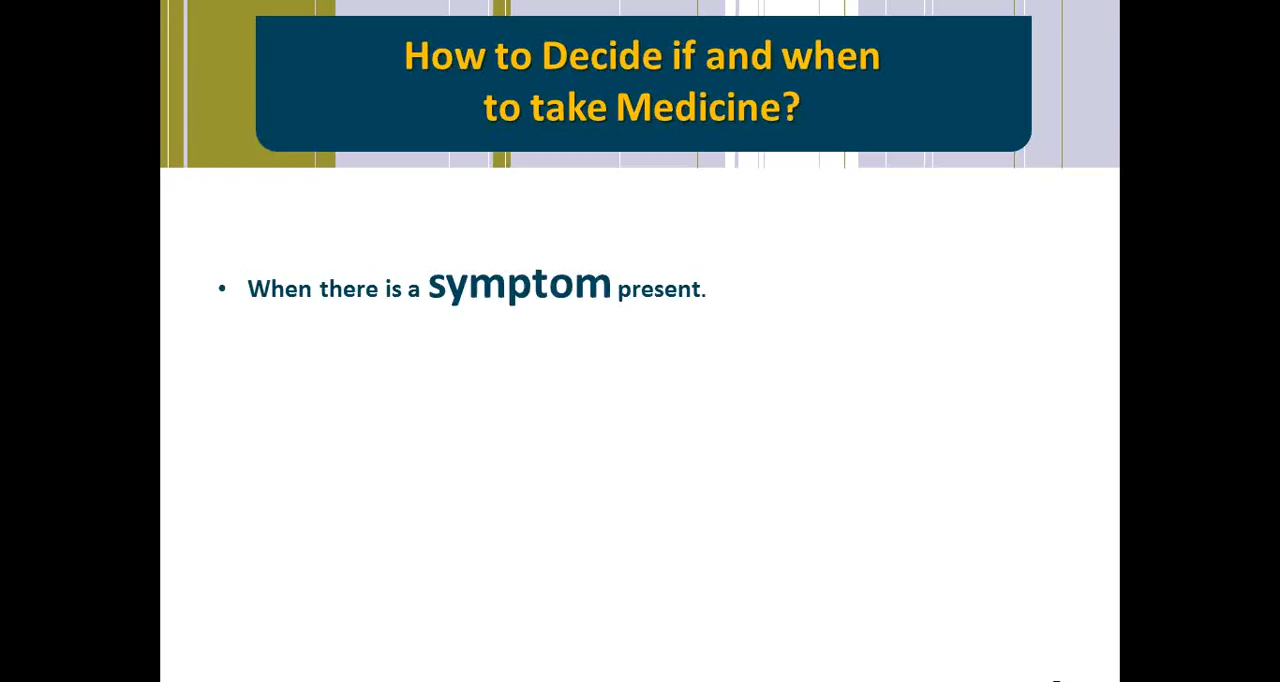 How to Decide if and when
to take Medicine?
• When there is a symptom present.